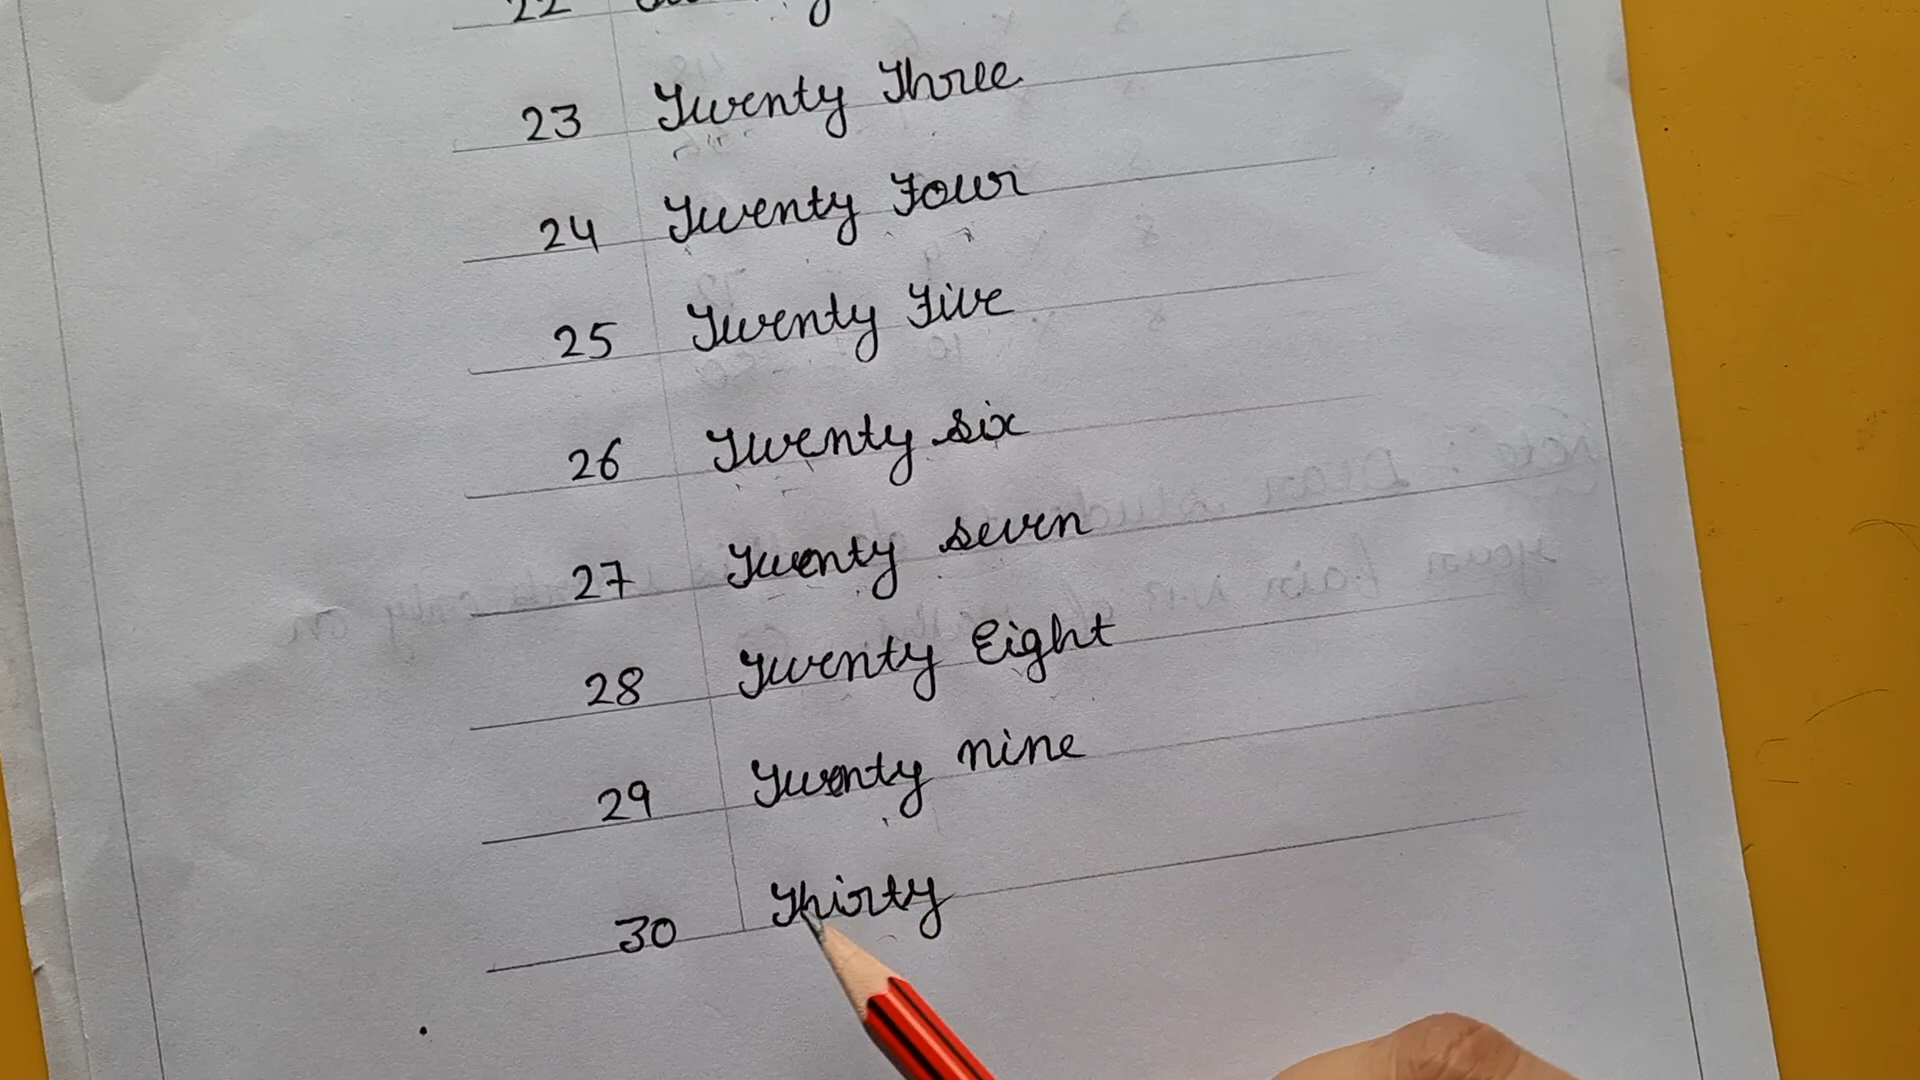 22
23 Twenty Three
24 Twenty Four
25 Twenty Five
26 Twenty six
27 Twenty seven
28 Twenty Eight
29 Twenty nine
30 Thirty